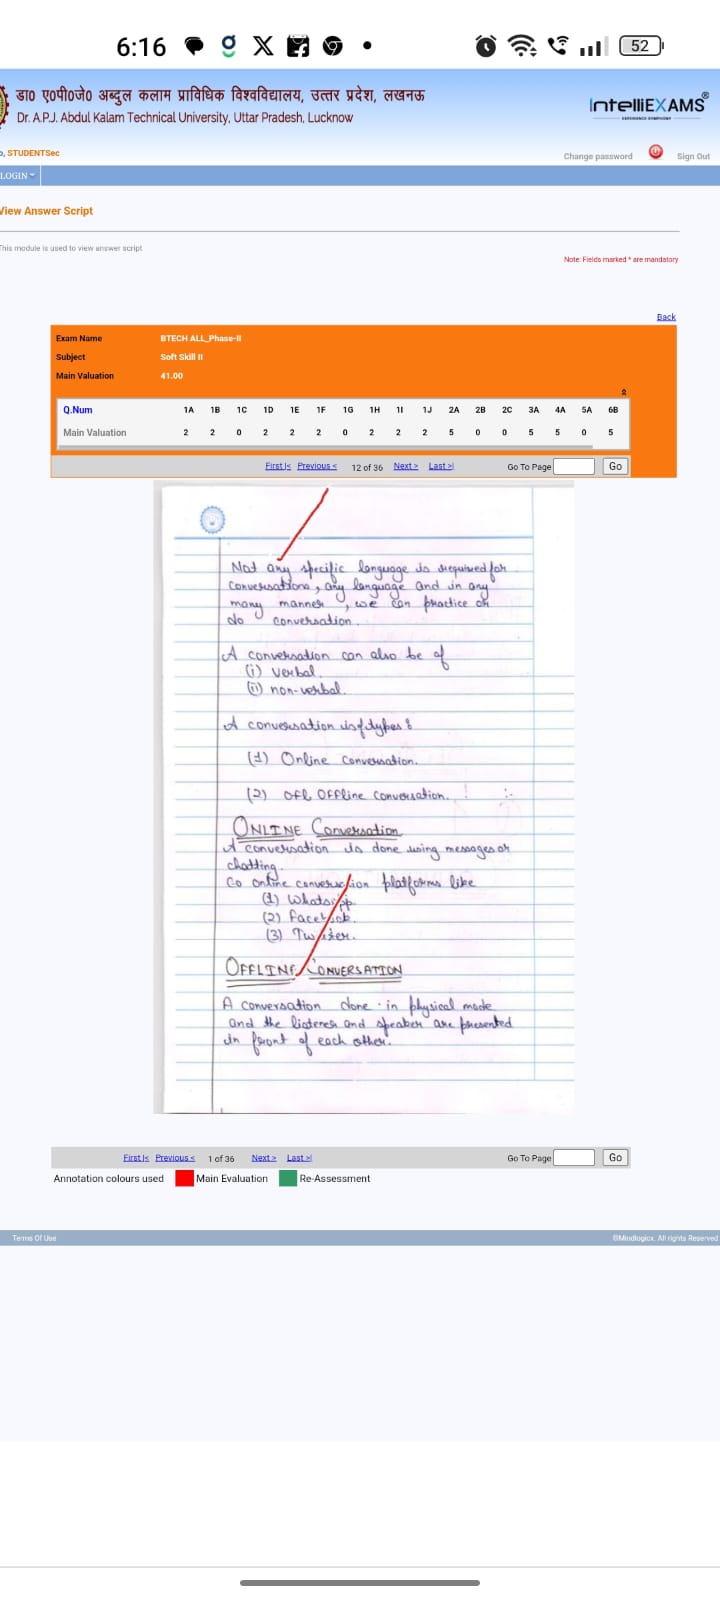 6:16
52
डा० ए०पी०जे० अब्दुल कलाम प्राविधिक विश्वविद्यालय, उत्तर प्रदेश, लखनऊ
Dr. A.P.J. Abdul Kalam Technical University, Uttar Pradesh, Lucknow
IntelliEXAMS®
o, STUDENTSec
Change password Sign Out
LOGIN
View Answer Script
This module is used to view answer script
Note: Fields marked * are mandatory
Back
Exam Name BTECH ALL_Phase-II
Subject Soft Skill II
Main Valuation 41.00
Q.Num 1A 1B 1C 1D 1E 1F 1G 1H 1I 1J 2A 2B 2C 3A 4A 5A 6B
Main Valuation 2 2 0 2 2 2 0 2 2 2 5 0 0 5 5 0 5
First|< Previous < 12 of 36 Next > Last >| Go To Page Go
Not any specific language is required for
conversations, any language and in any
many manner, we can practice or
do conversation.
A conversation can also be of
(i) verbal.
(ii) non-verbal.
A conversation is of types :
(1) Online Conversation.
(2) Ofl Offline Conversation.
ONLINE Conversation
A conversation is done using messages or
chatting.
Co online conversation platforms like
(1) Whatsapp.
(2) Facebook.
(3) Twitter.
OFFLINE CONVERSATION
A conversation done in physical mode
and the listener and speaker are presented
in front of each other.
First|< Previous < 1 of 36 Next > Last >| Go To Page Go
Annotation colours used Main Evaluation Re-Assessment
Terms Of Use ©Mindlogicx. All rights Reserved